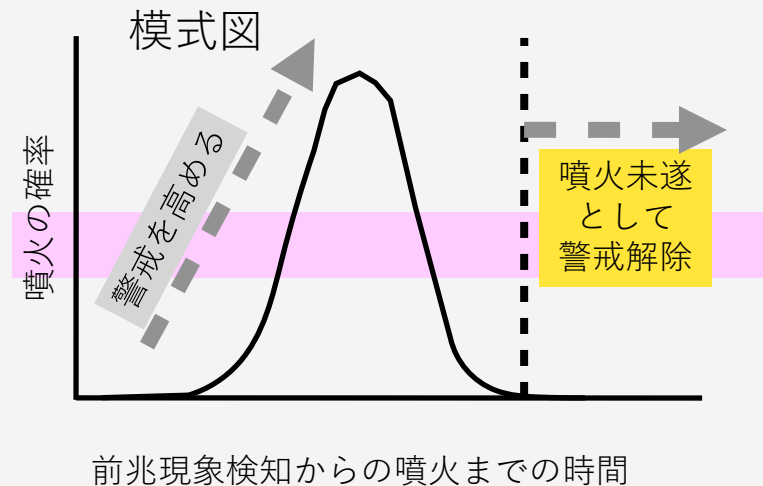 模式図
噴火の確率
警戒を高める
噴火未遂
として
警戒解除
前兆現象検知からの噴火までの時間